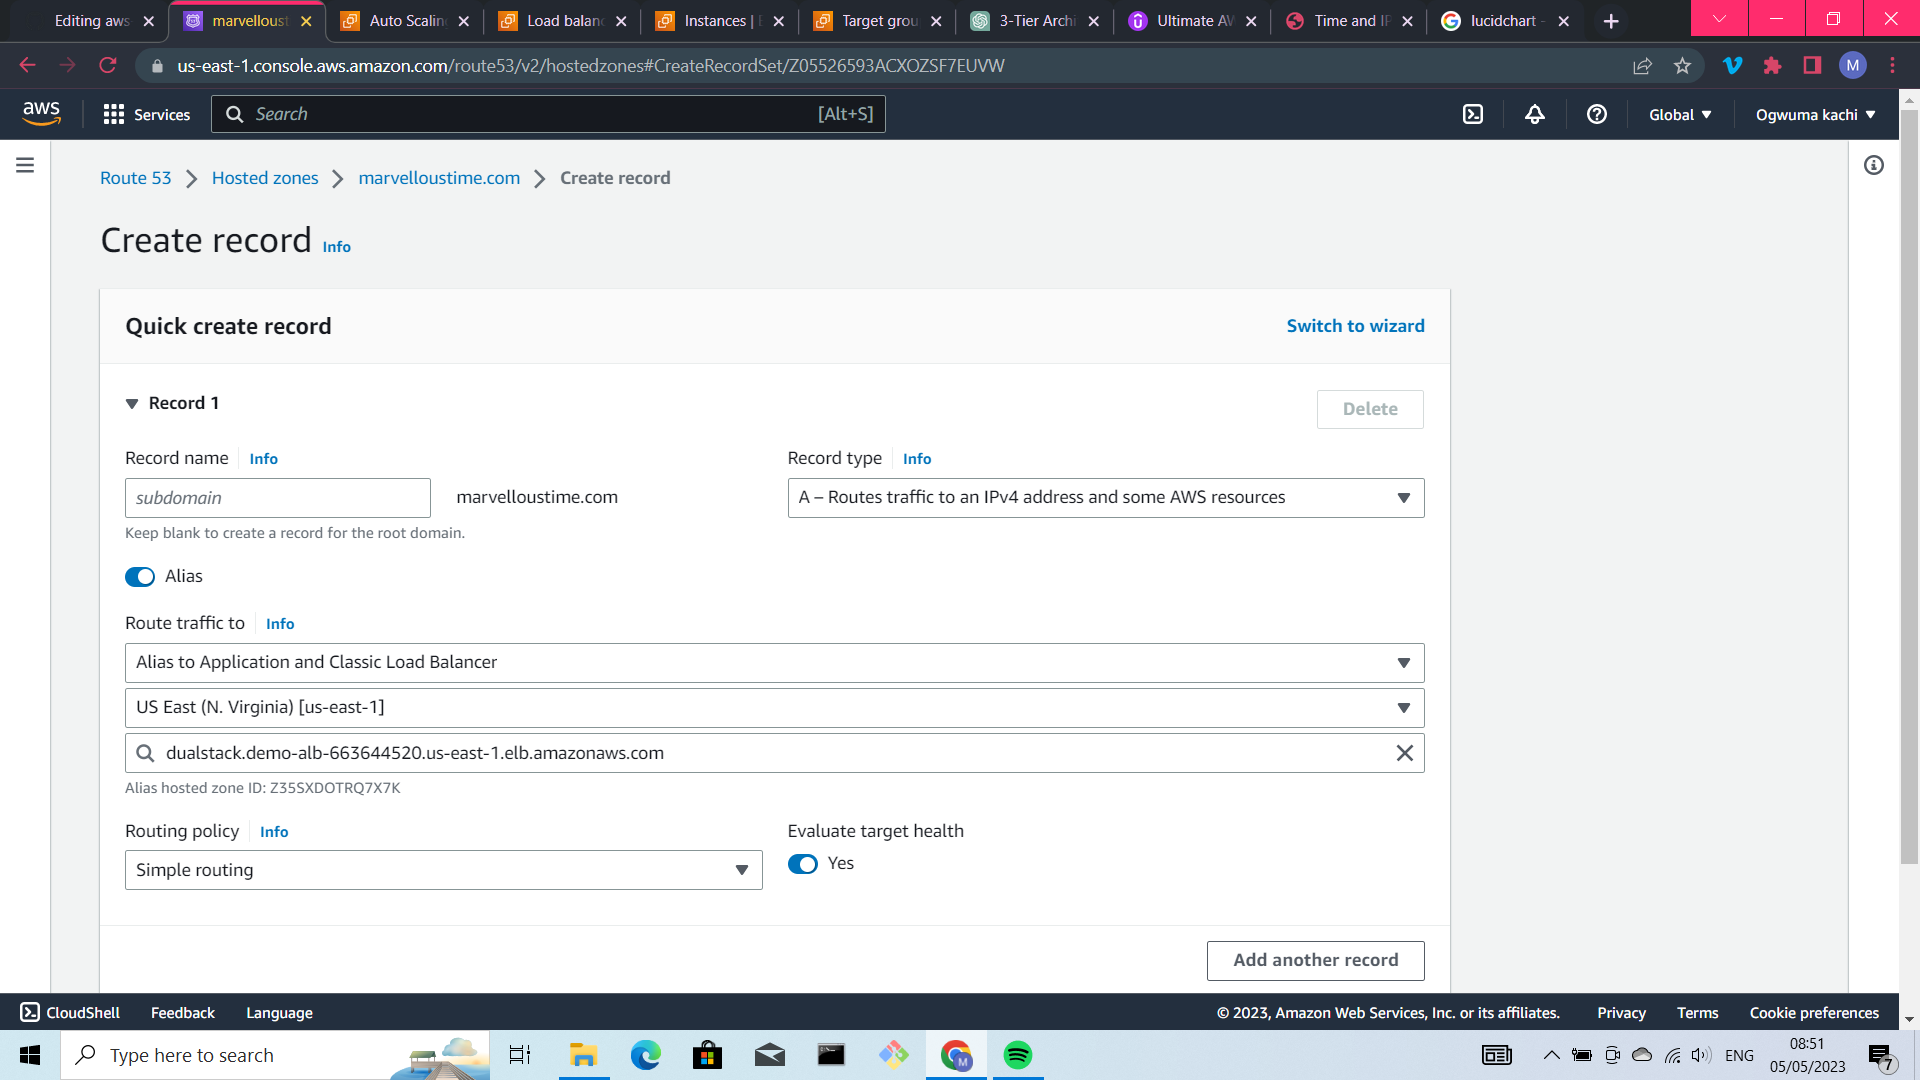 Editing aws
marvelloust
Auto Scalin
Load balanc
Instances | E
Target grou
3-Tier Archi
Ultimate AW
Time and IP
lucidchart -
us-east-1.console.aws.amazon.com/route53/v2/hostedzones#CreateRecordSet/Z05526593ACXOZSF7EUVW
M
aws
Services
Search
[Alt+S]
Global
Ogwuma kachi
Route 53
Hosted zones
marvelloustime.com
Create record
Create record Info
Quick create record
Switch to wizard
Record 1
Delete
Record name Info
Record type Info
subdomain
marvelloustime.com
A – Routes traffic to an IPv4 address and some AWS resources
Keep blank to create a record for the root domain.
Alias
Route traffic to Info
Alias to Application and Classic Load Balancer
US East (N. Virginia) [us-east-1]
dualstack.demo-alb-663644520.us-east-1.elb.amazonaws.com
Alias hosted zone ID: Z35SXDOTRQ7X7K
Routing policy Info
Evaluate target health
Simple routing
Yes
Add another record
CloudShell
Feedback
Language
© 2023, Amazon Web Services, Inc. or its affiliates.
Privacy
Terms
Cookie preferences
Type here to search
M
ENG
08:51
05/05/2023
7